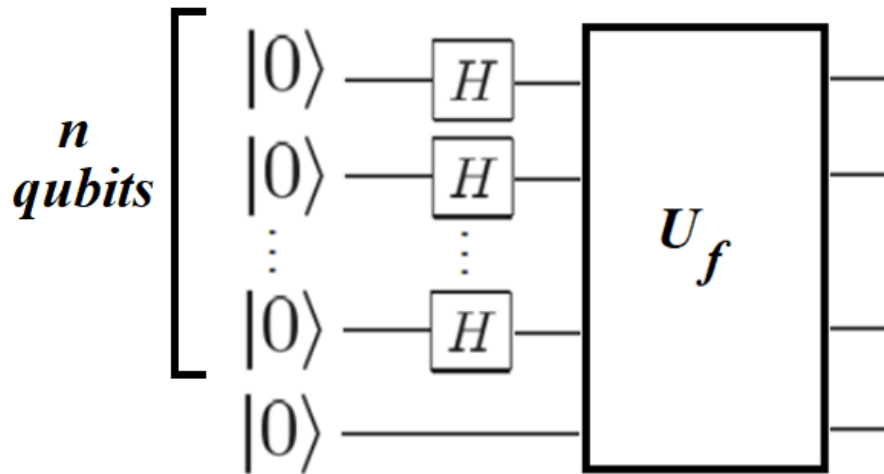 |0⟩ H
n
qubits
|0⟩ H
⋮ ⋮
U_f
|0⟩ H
|0⟩